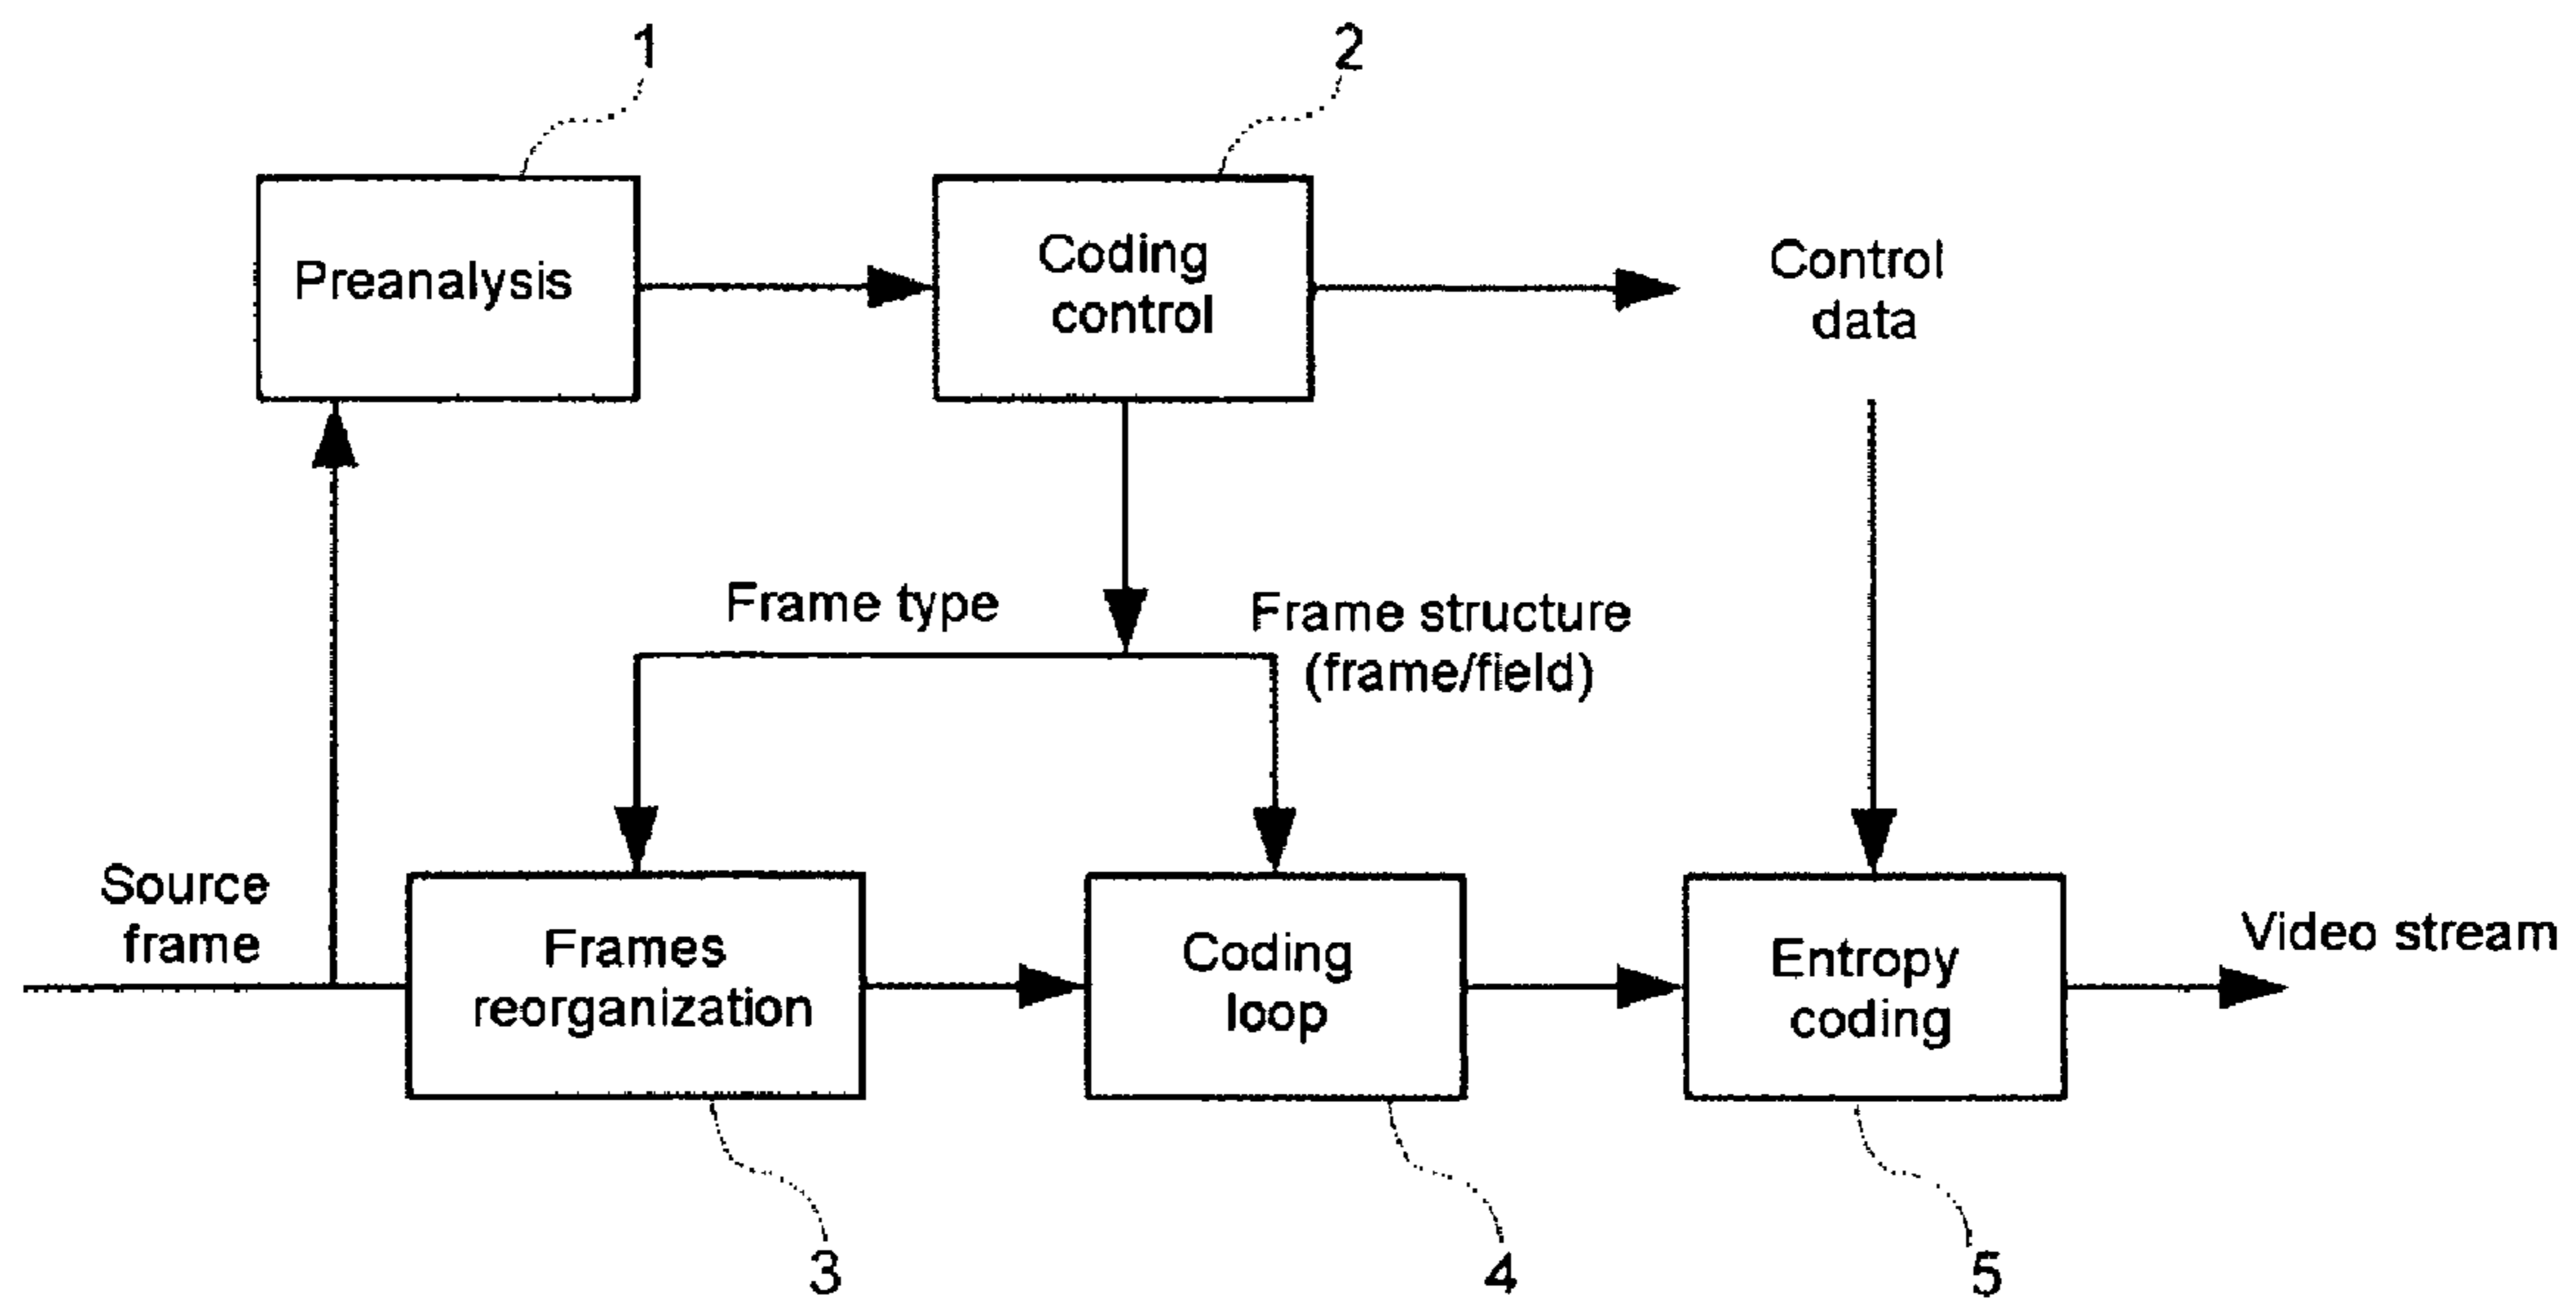 1
2
Preanalysis
Coding
control
Control
data
Frame type
Frame structure
(frame/field)
Source
frame
Frames
reorganization
Coding
loop
Entropy
coding
Video stream
3
4
5